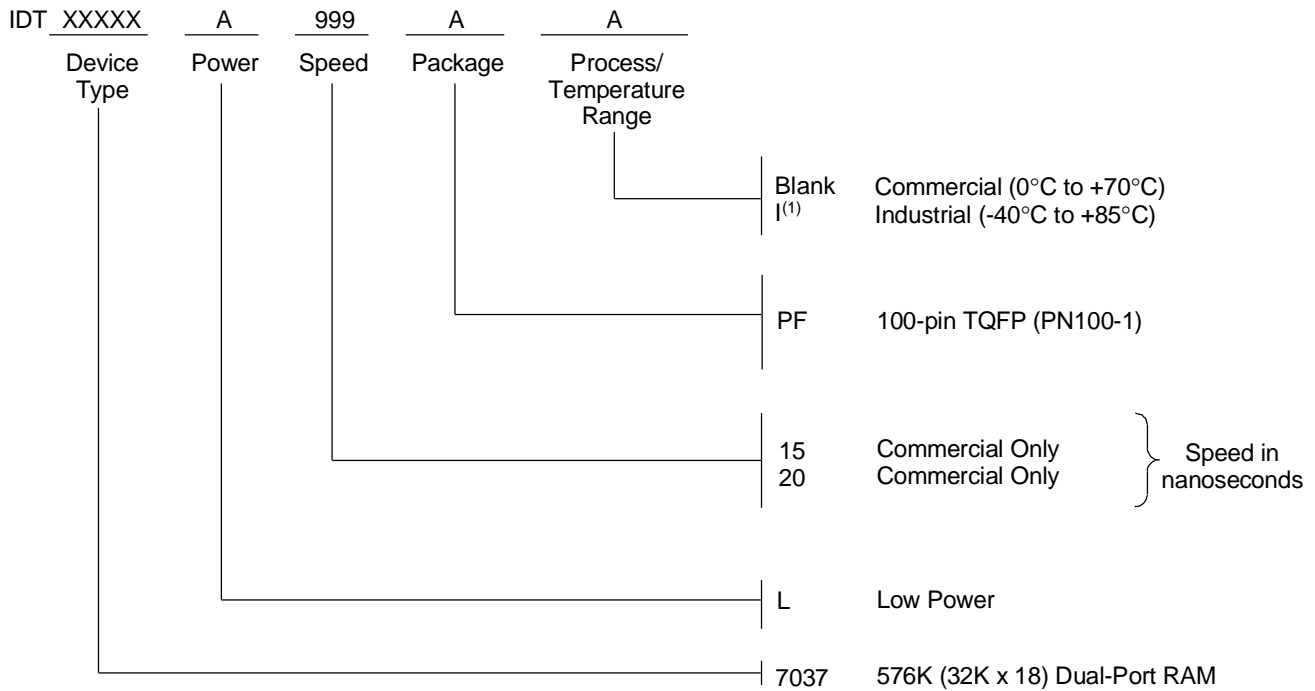 IDT XXXXX A 999 A A
Device Type Power Speed Package Process/ Temperature Range
Blank Commercial (0°C to +70°C)
I(1) Industrial (-40°C to +85°C)
PF 100-pin TQFP (PN100-1)
15 Commercial Only
20 Commercial Only
Speed in
nanoseconds
L Low Power
7037 576K (32K x 18) Dual-Port RAM